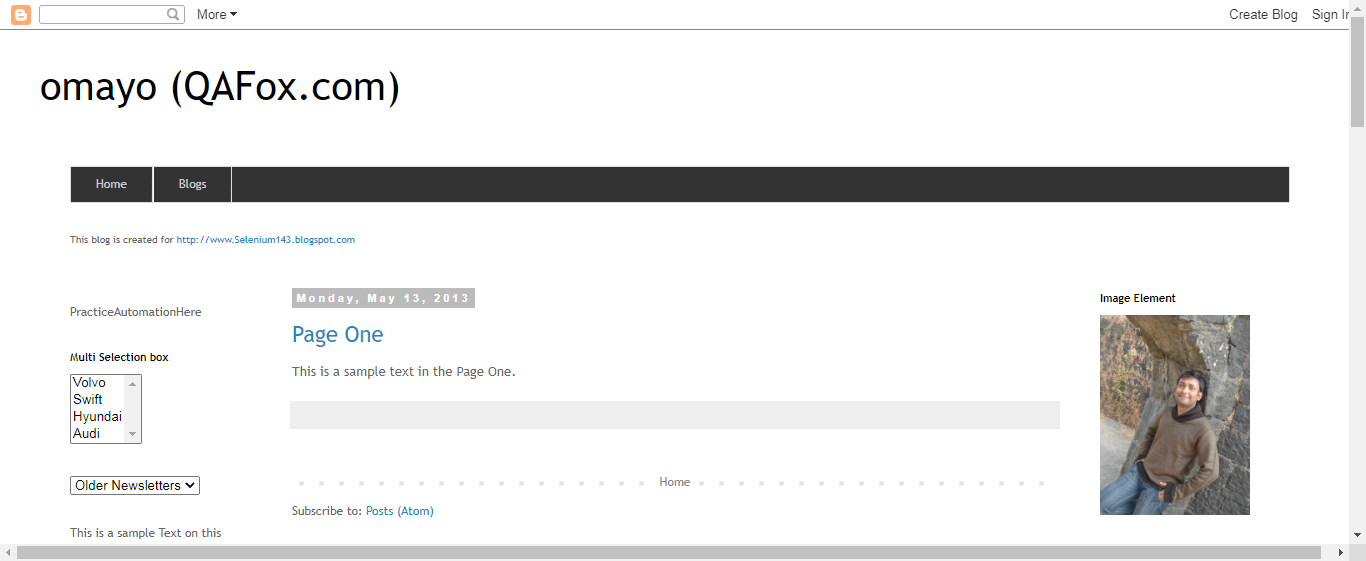 More
Create Blog
Sign In
omayo (QAFox.com)
Home
Blogs
This blog is created for http://www.Selenium143.blogspot.com
PracticeAutomationHere
Multi Selection box
Volvo
Swift
Hyundai
Audi
Older Newsletters
This is a sample Text on this
Monday, May 13, 2013
Page One
This is a sample text in the Page One.
Home
Subscribe to: Posts (Atom)
Image Element